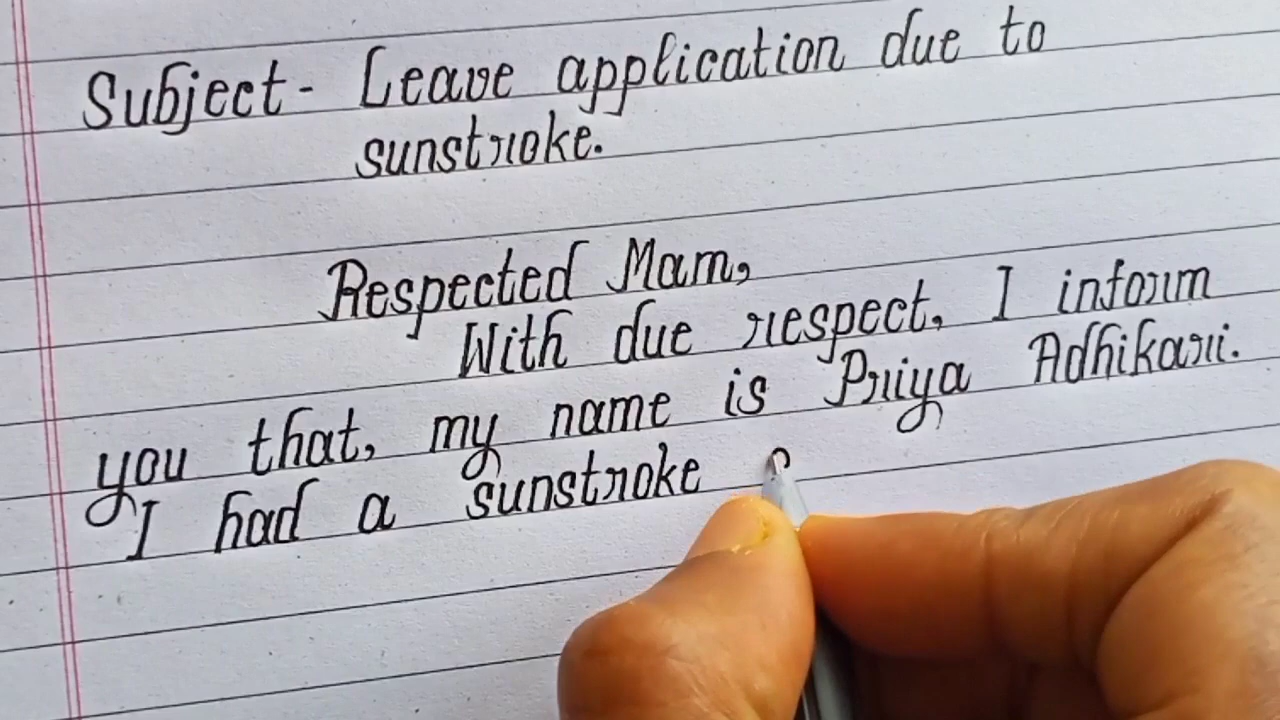 Subject- Leave application due to
sunstroke.
Respected Mam,
With due respect, I inform
you that, my name is Priya Adhikari.
I had a sunstroke